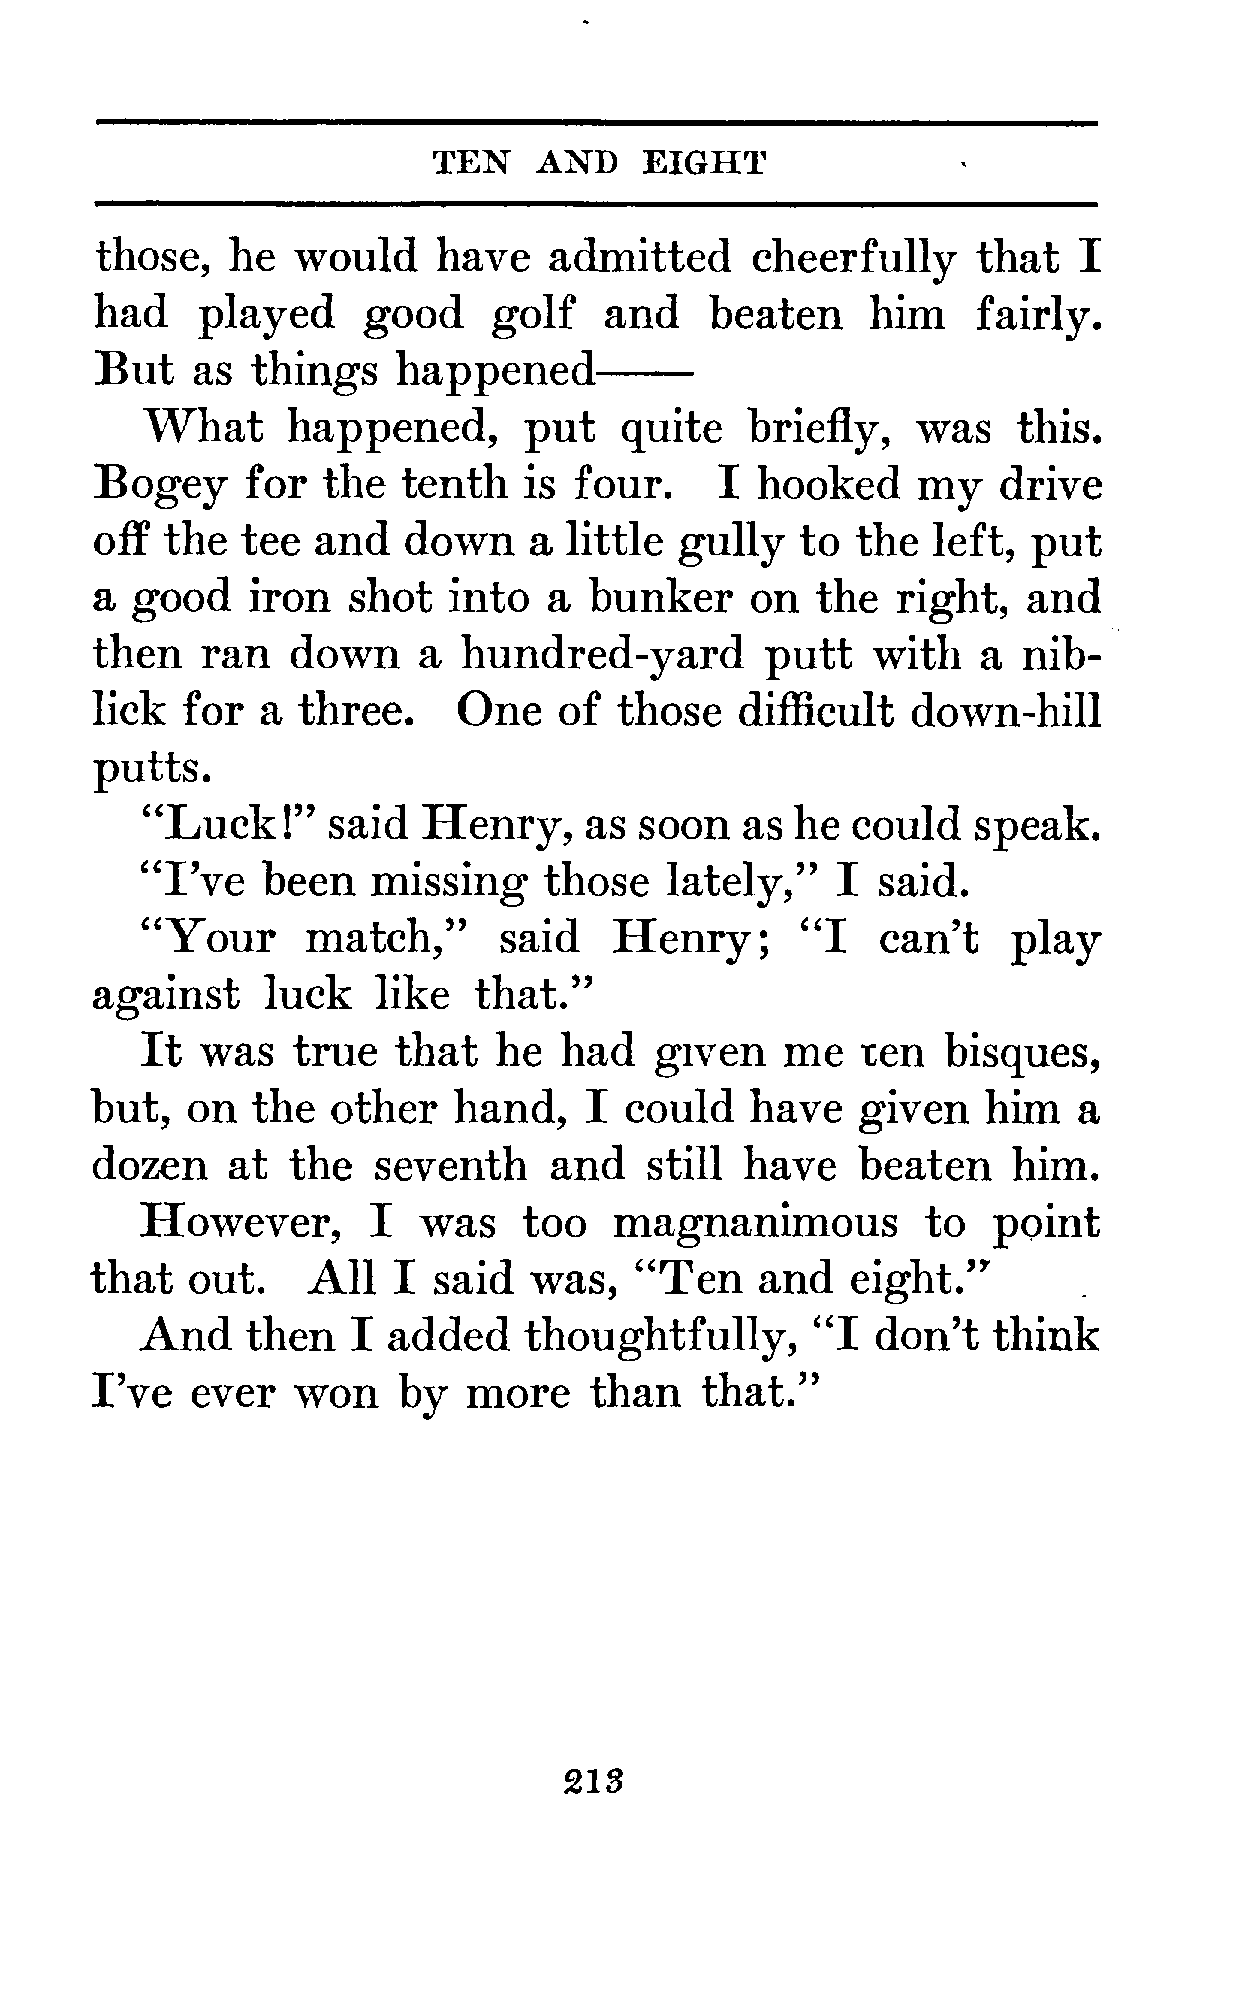 TEN AND EIGHT
those, he would have admitted cheerfully that I
had played good golf and beaten him fairly.
But as things happened——
What happened, put quite briefly, was this.
Bogey for the tenth is four. I hooked my drive
off the tee and down a little gully to the left, put
a good iron shot into a bunker on the right, and
then ran down a hundred-yard putt with a nib-
lick for a three. One of those difficult down-hill
putts.
“Luck!” said Henry, as soon as he could speak.
“I’ve been missing those lately,” I said.
“Your match,” said Henry; “I can’t play
against luck like that.”
It was true that he had given me ten bisques,
but, on the other hand, I could have given him a
dozen at the seventh and still have beaten him.
However, I was too magnanimous to point
that out. All I said was, “Ten and eight.”
And then I added thoughtfully, “I don’t think
I’ve ever won by more than that.”
213